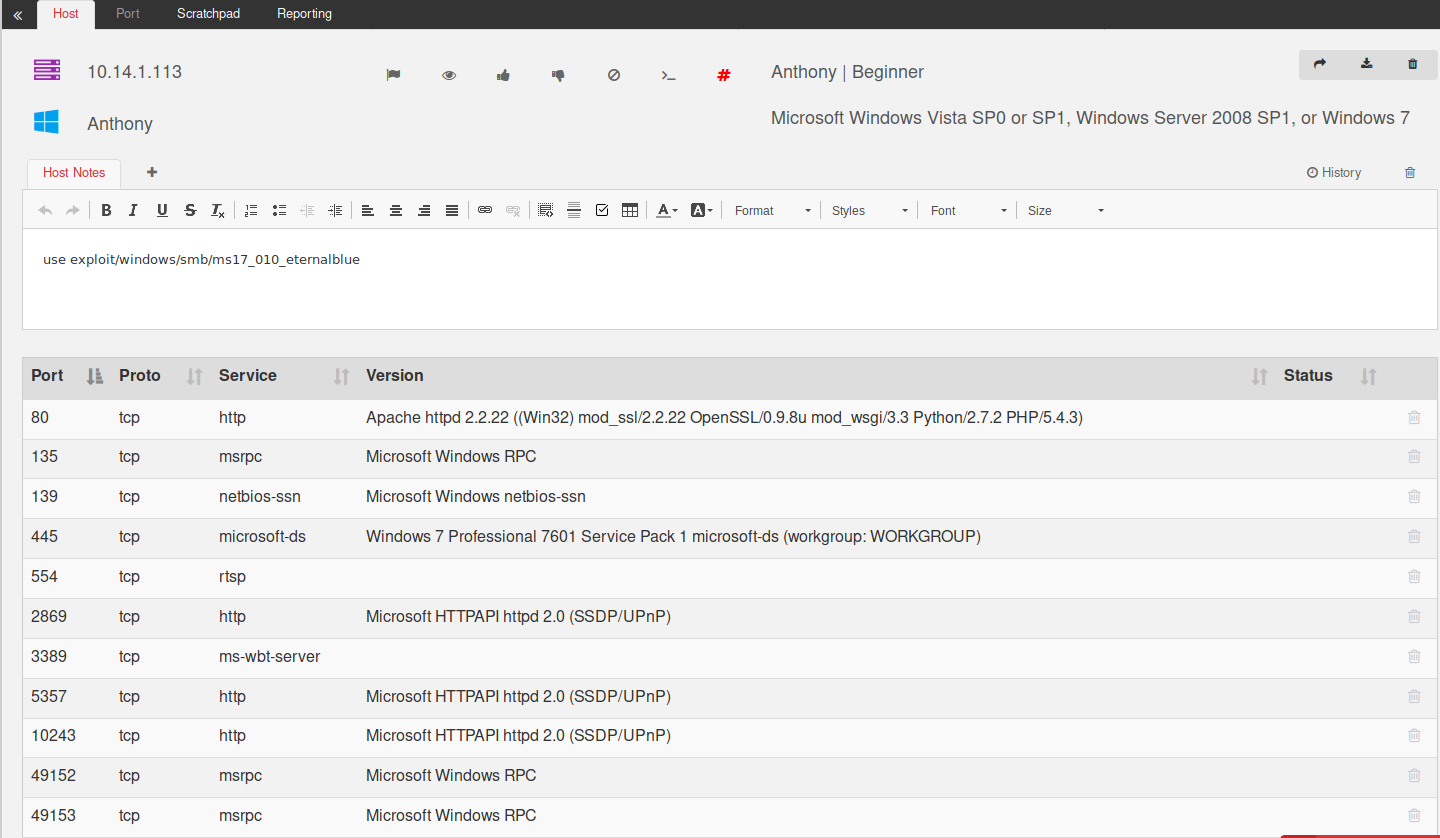 « Host Port Scratchpad Reporting
10.14.1.113 # Anthony | Beginner
Anthony Microsoft Windows Vista SP0 or SP1, Windows Server 2008 SP1, or Windows 7
Host Notes + History
B I U S Tx A A Format Styles Font Size
use exploit/windows/smb/ms17_010_eternalblue
Port Proto Service Version Status
80 tcp http Apache httpd 2.2.22 ((Win32) mod_ssl/2.2.22 OpenSSL/0.9.8u mod_wsgi/3.3 Python/2.7.2 PHP/5.4.3)
135 tcp msrpc Microsoft Windows RPC
139 tcp netbios-ssn Microsoft Windows netbios-ssn
445 tcp microsoft-ds Windows 7 Professional 7601 Service Pack 1 microsoft-ds (workgroup: WORKGROUP)
554 tcp rtsp
2869 tcp http Microsoft HTTPAPI httpd 2.0 (SSDP/UPnP)
3389 tcp ms-wbt-server
5357 tcp http Microsoft HTTPAPI httpd 2.0 (SSDP/UPnP)
10243 tcp http Microsoft HTTPAPI httpd 2.0 (SSDP/UPnP)
49152 tcp msrpc Microsoft Windows RPC
49153 tcp msrpc Microsoft Windows RPC